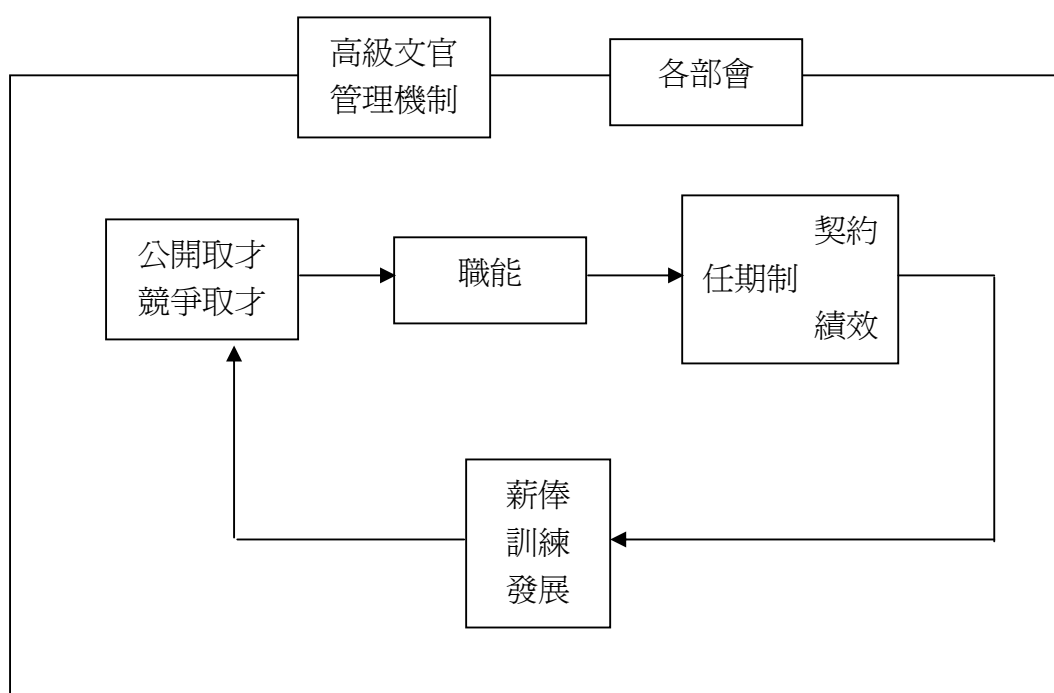 高級文官
管理機制
各部會
公開取才
競爭取才
職能
契約
任期制
績效
薪俸
訓練
發展